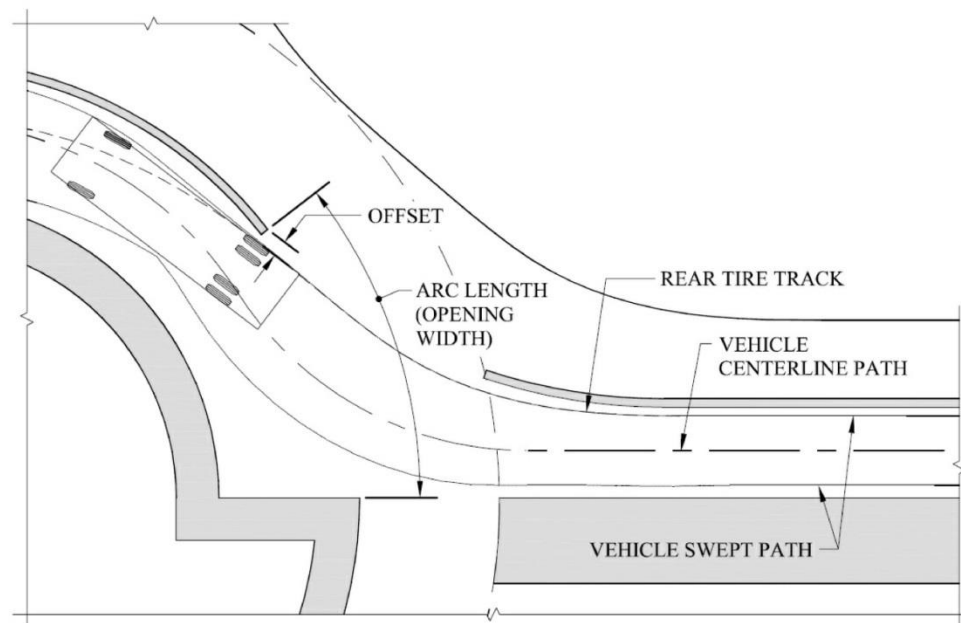 OFFSET
ARC LENGTH
(OPENING
WIDTH)
REAR TIRE TRACK
VEHICLE
CENTERLINE PATH
VEHICLE SWEPT PATH